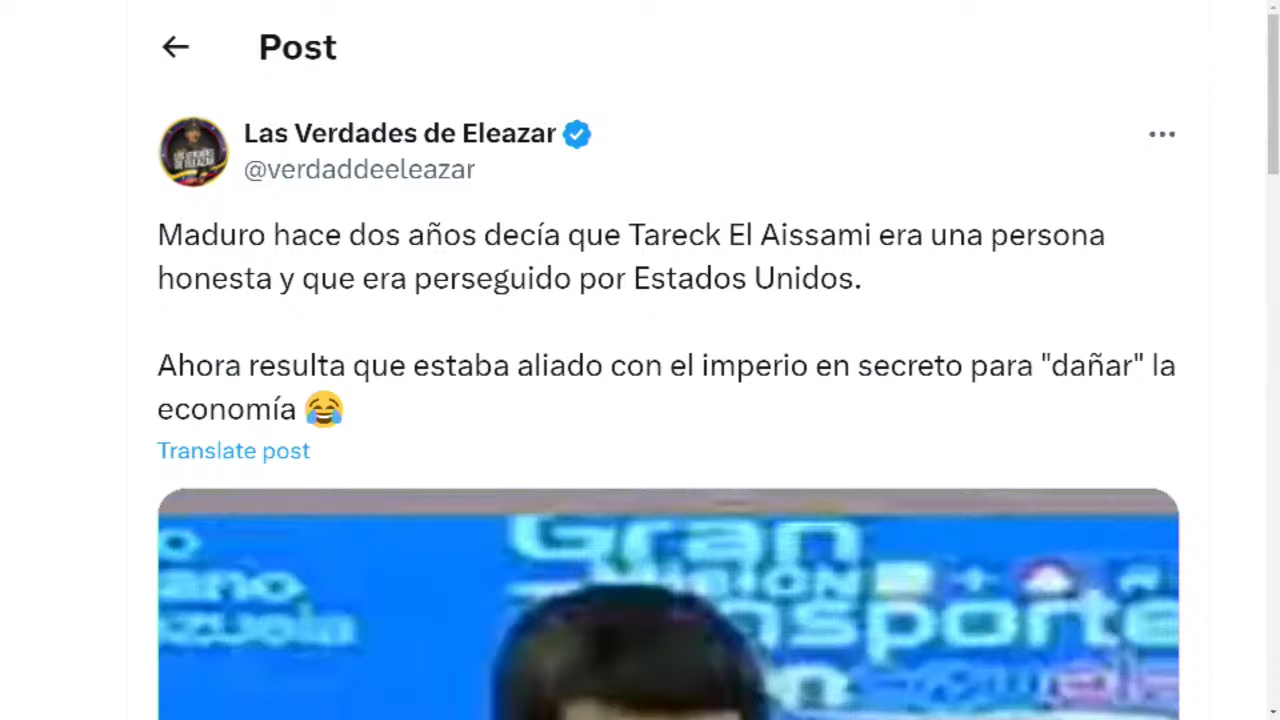 Post
Las Verdades de Eleazar
@verdaddeeleazar
Maduro hace dos años decía que Tareck El Aissami era una persona
honesta y que era perseguido por Estados Unidos.
Ahora resulta que estaba aliado con el imperio en secreto para "dañar" la
economía 😂
Translate post
Gran
MISIÓN